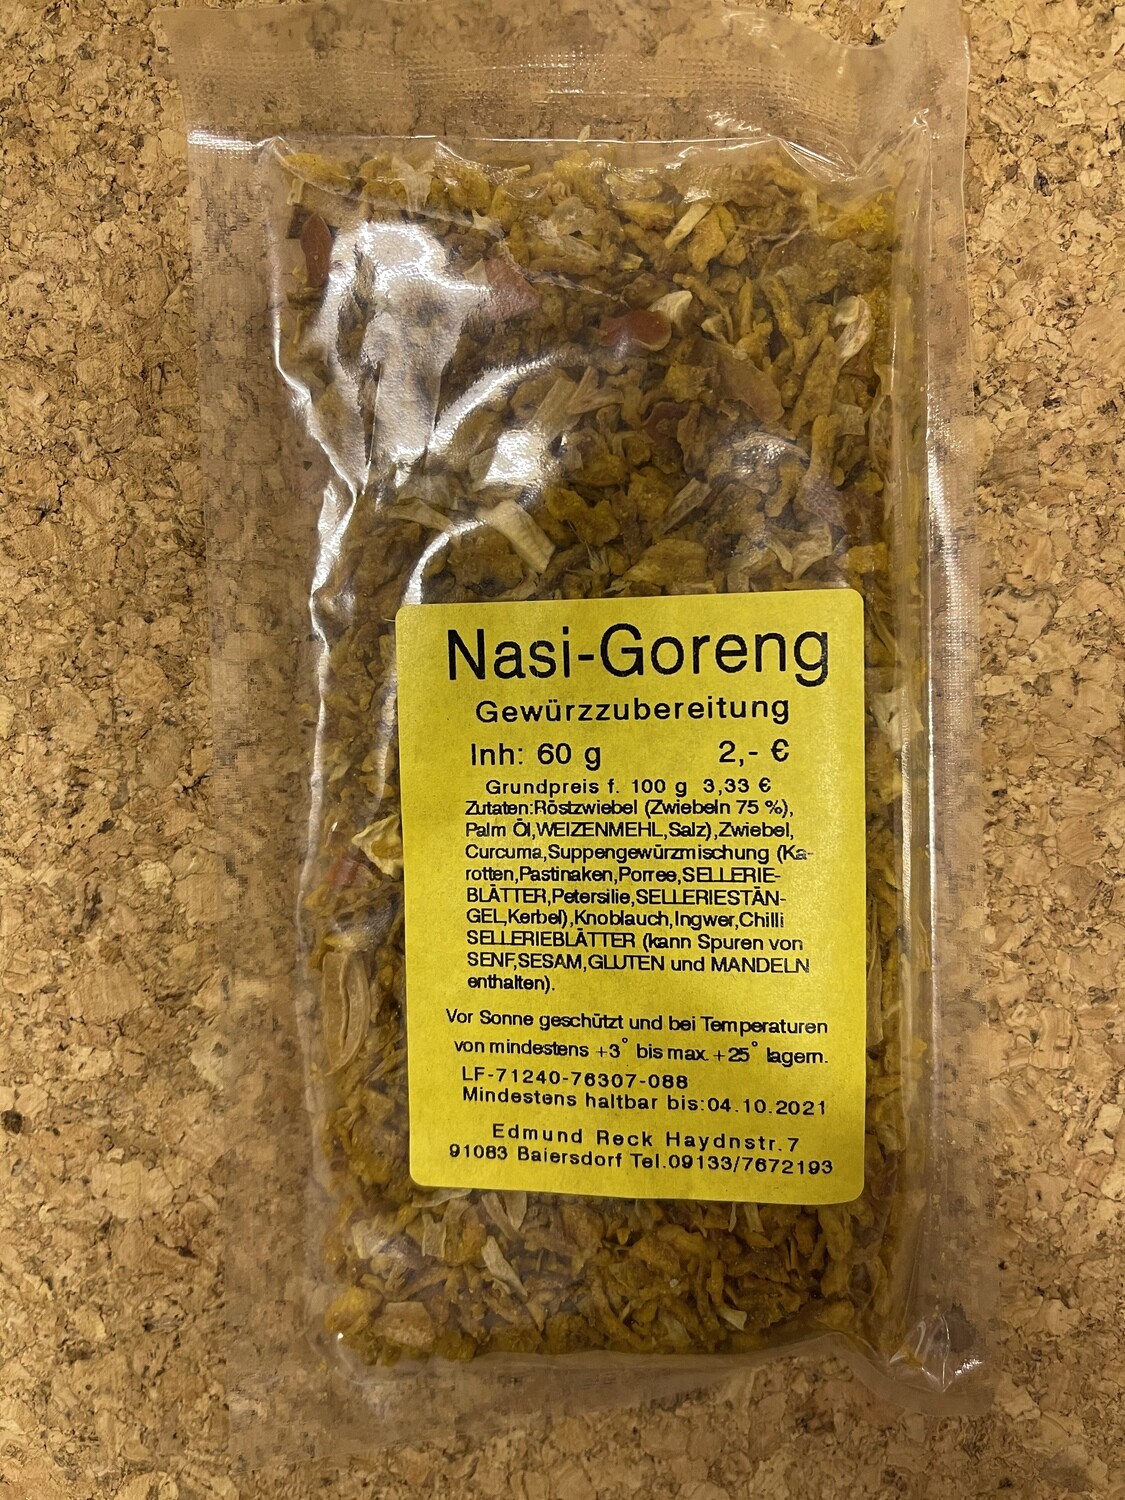 Nasi-Goreng
Gewürzzubereitung
Inh: 60 g 2,- €
Grundpreis f. 100 g 3,33 €
Zutaten:Röstzwiebel (Zwiebeln 75 %),
Palm Öl,WEIZENMEHL,Salz),Zwiebel,
Curcuma,Suppengewürzmischung (Ka-
rotten,Pastinaken,Porree,SELLERIE-
BLÄTTER,Petersilie,SELLERIESTÄN-
GEL,Kerbel),Knoblauch,Ingwer,Chilli
SELLERIEBLÄTTER (kann Spuren von
SENF,SESAM,GLUTEN und MANDELN
enthalten).
Vor Sonne geschützt und bei Temperaturen
von mindestens +3° bis max. +25° lagern.
LF-71240-76307-088
Mindestens haltbar bis:04.10.2021
Edmund Reck Haydnstr.7
91083 Baiersdorf Tel.09133/7672193